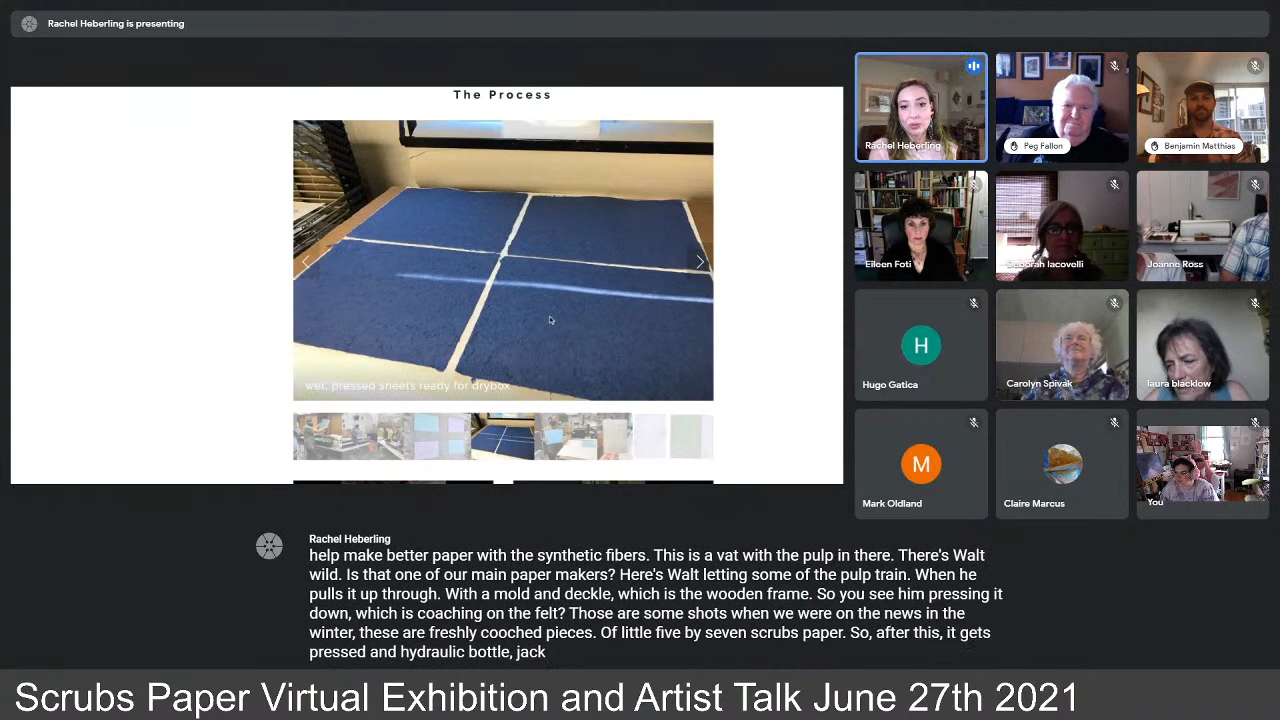 Rachel Heberling is presenting
The Process
wet, pressed sheets ready for drybox
Rachel Heberling
Peg Fallon
Benjamin Matthias
Eileen Foti
Deborah Iacovelli
Joanne Ross
H
Hugo Gatica
Carolyn Spivak
laura blacklow
M
Mark Oldland
Claire Marcus
You
Rachel Heberling
help make better paper with the synthetic fibers. This is a vat with the pulp in there. There's Walt
wild. Is that one of our main paper makers? Here's Walt letting some of the pulp train. When he
pulls it up through. With a mold and deckle, which is the wooden frame. So you see him pressing it
down, which is coaching on the felt? Those are some shots when we were on the news in the
winter, these are freshly cooched pieces. Of little five by seven scrubs paper. So, after this, it gets
pressed and hydraulic bottle, jack
Scrubs Paper Virtual Exhibition and Artist Talk June 27th 2021